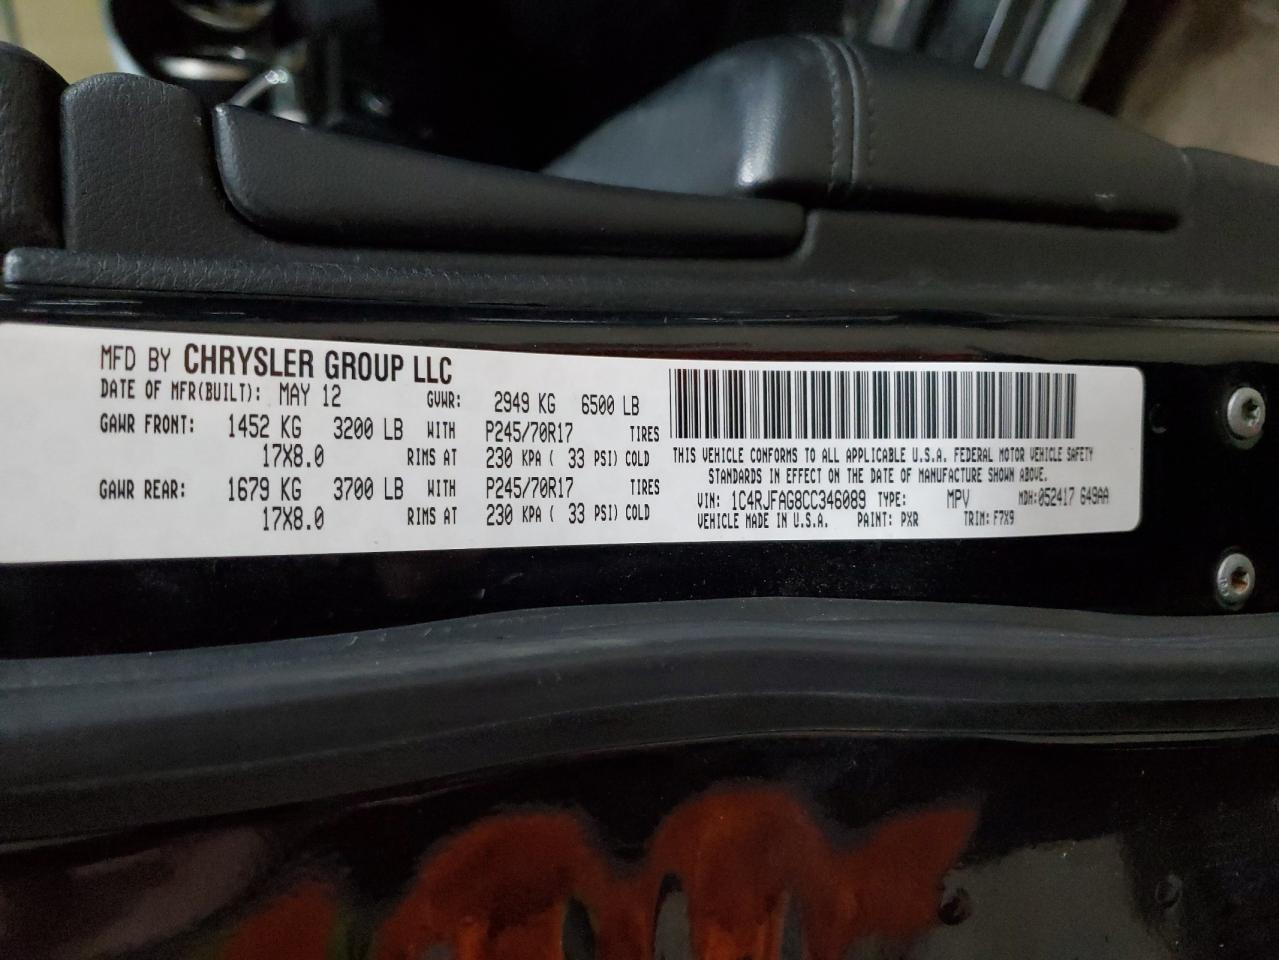 MFD BY CHRYSLER GROUP LLC
DATE OF MFR(BUILT): MAY 12 GVWR: 2949 KG 6500 LB
GAWR FRONT: 1452 KG 3200 LB WITH P245/70R17 TIRES
17X8.0 RIMS AT 230 KPA ( 33 PSI) COLD
GAWR REAR: 1679 KG 3700 LB WITH P245/70R17 TIRES
17X8.0 RIMS AT 230 KPA ( 33 PSI) COLD
THIS VEHICLE CONFORMS TO ALL APPLICABLE U.S.A. FEDERAL MOTOR VEHICLE SAFETY
STANDARDS IN EFFECT ON THE DATE OF MANUFACTURE SHOWN ABOVE.
VIN: 1C4RJFAG8CC346089 TYPE: MPV MDH:052417 649AA
VEHICLE MADE IN U.S.A. PAINT: PXR TRIM: F7X9